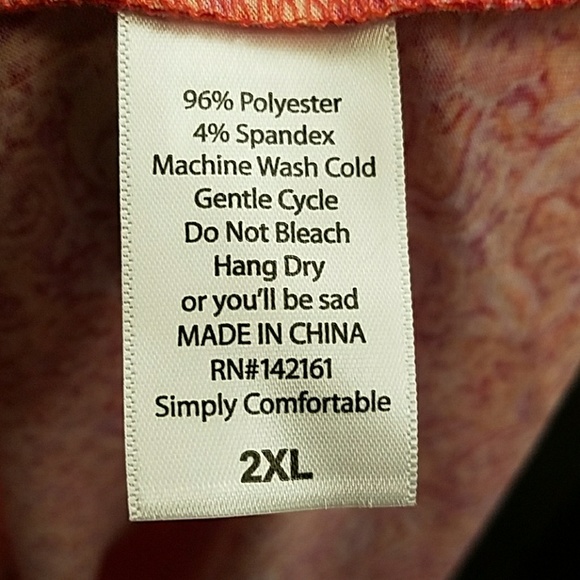 96% Polyester
4% Spandex
Machine Wash Cold
Gentle Cycle
Do Not Bleach
Hang Dry
or you'll be sad
MADE IN CHINA
RN#142161
Simply Comfortable
2XL